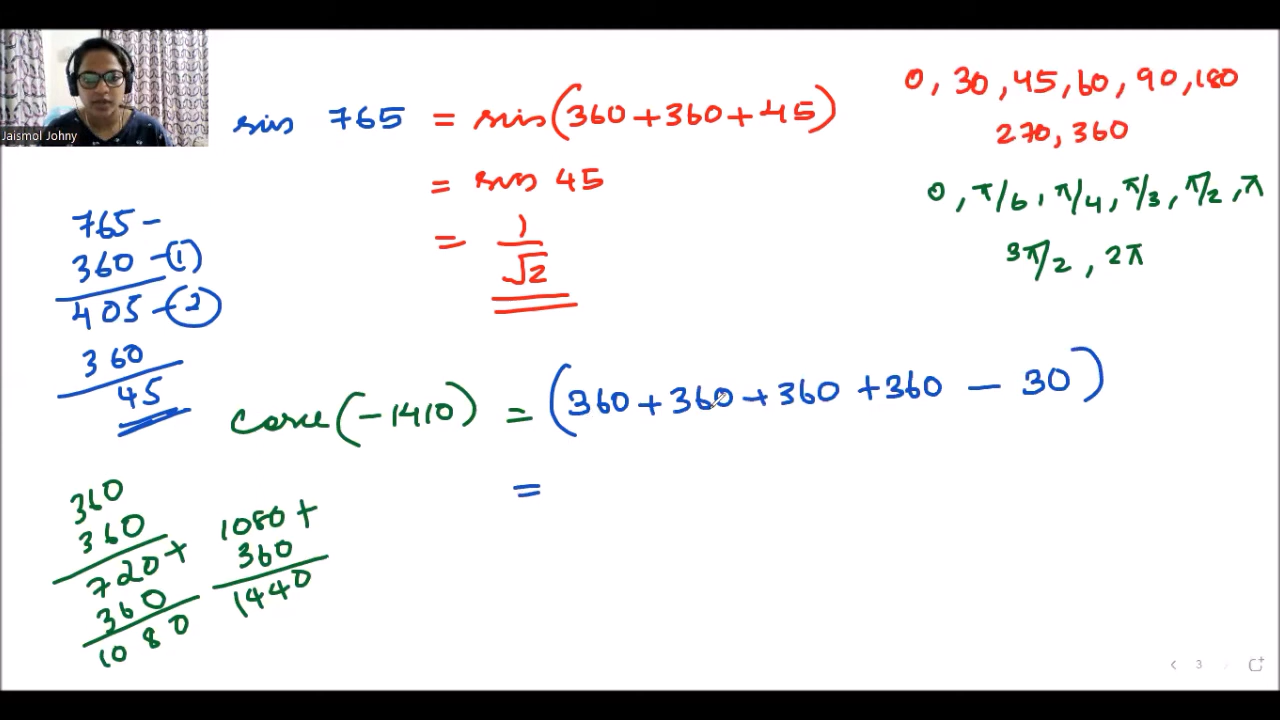 Jaismol Johny
sin 765 = sin(360+360+45)
= sin 45
= 1
√2
0, 30, 45, 60, 90, 180
270, 360
0, π/6, π/4, π/3, π/2, π
3π/2, 2π
765 -
360 - (1)
405 - (2)
360
45
cosec(-1410) = (360+360+360+360 - 30)
=
360
360
720 +
360
1080
1080 +
360
1440
3